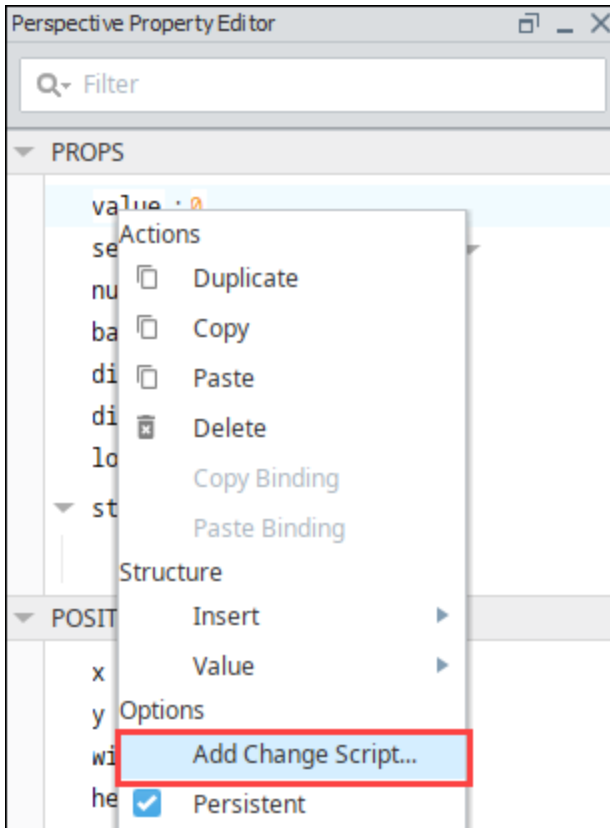 Perspective Property Editor
Filter
PROPS
value : 0
se
nu
ba
di
di
lo
st
Actions
Duplicate
Copy
Paste
Delete
Copy Binding
Paste Binding
Structure
Insert
Value
Options
Add Change Script...
Persistent
POSIT
x
y
wi
he